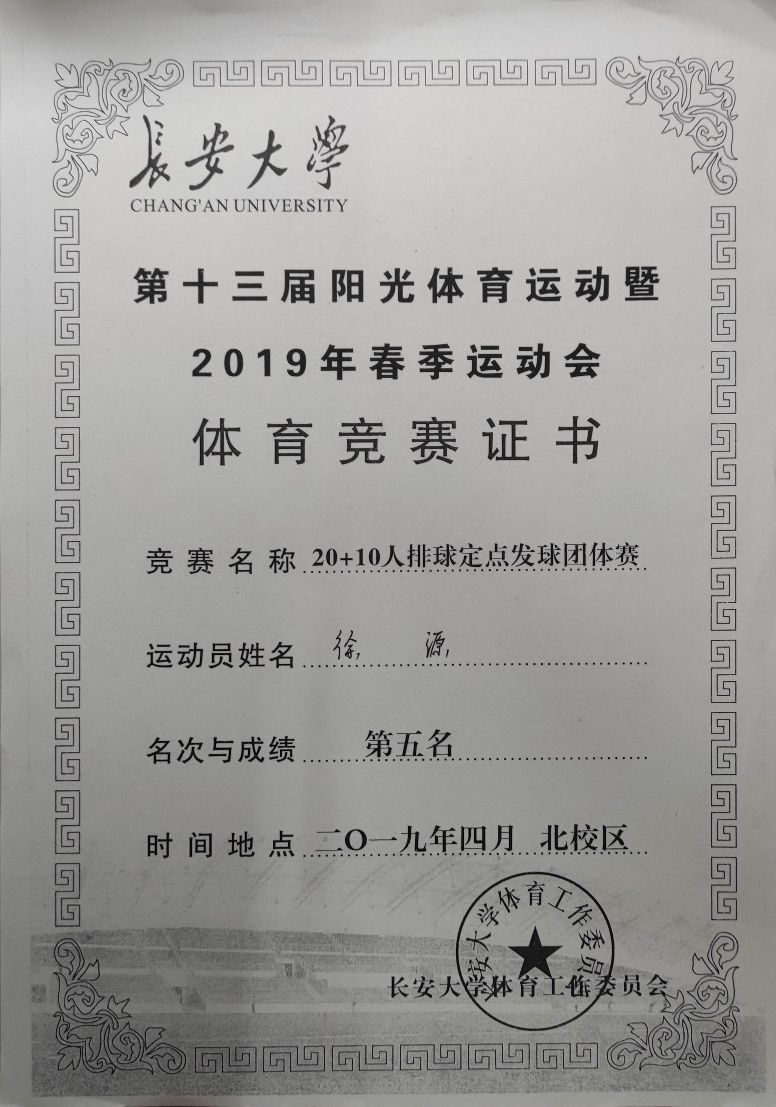 長安大學
CHANG'AN UNIVERSITY
第十三届阳光体育运动暨
2019年春季运动会
体育竞赛证书
竞赛名称 20+10人排球定点发球团体赛
运动员姓名 徐 源
名次与成绩 第五名
时间地点 二〇一九年四月 北校区
长安大学体育工作委员会
长安大学体育工作委员会